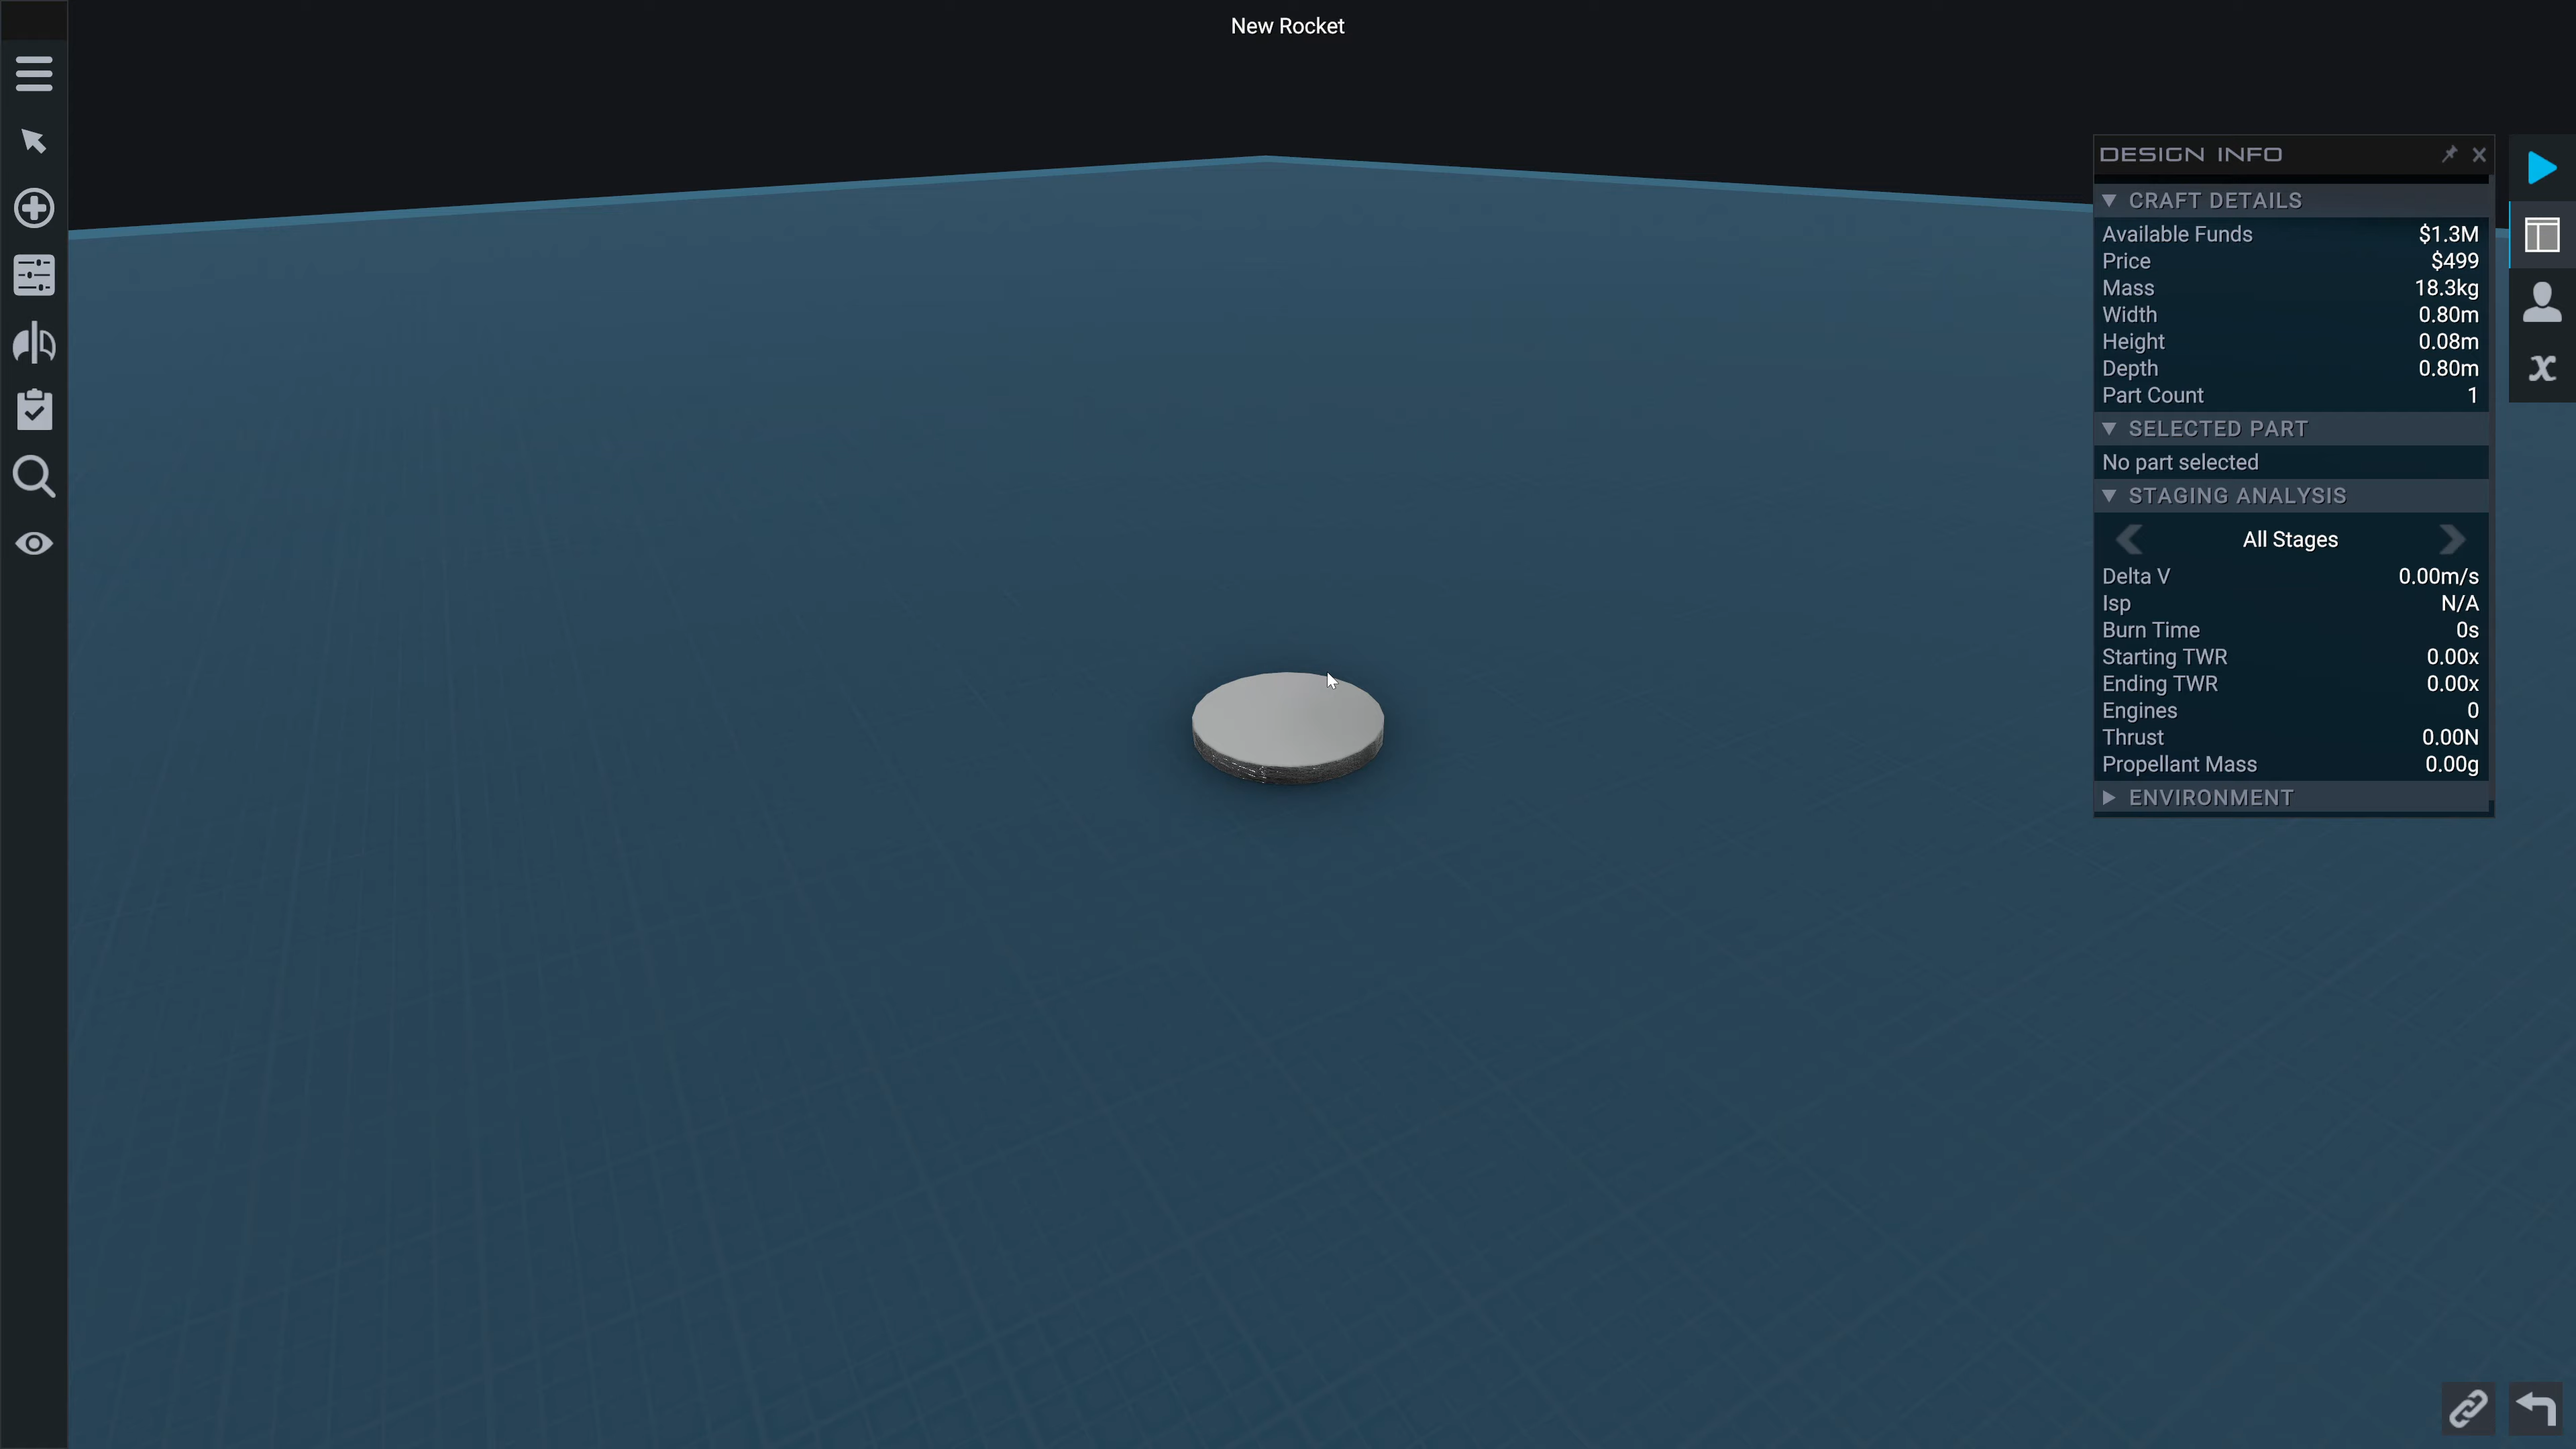 New Rocket
DESIGN INFO
CRAFT DETAILS
Available Funds $1.3M
Price $499
Mass 18.3kg
Width 0.80m
Height 0.08m
Depth 0.80m
Part Count 1
SELECTED PART
No part selected
STAGING ANALYSIS
All Stages
Delta V 0.00m/s
Isp N/A
Burn Time 0s
Starting TWR 0.00x
Ending TWR 0.00x
Engines 0
Thrust 0.00N
Propellant Mass 0.00g
ENVIRONMENT
x